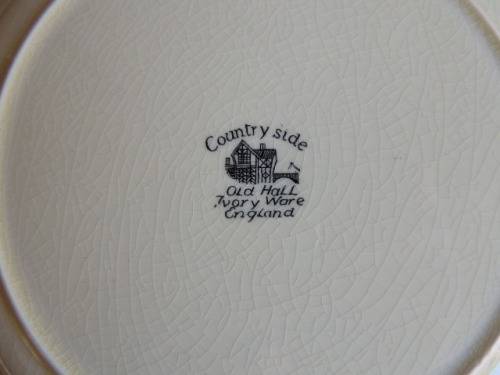 Country side
Old Hall
Ivory Ware
England